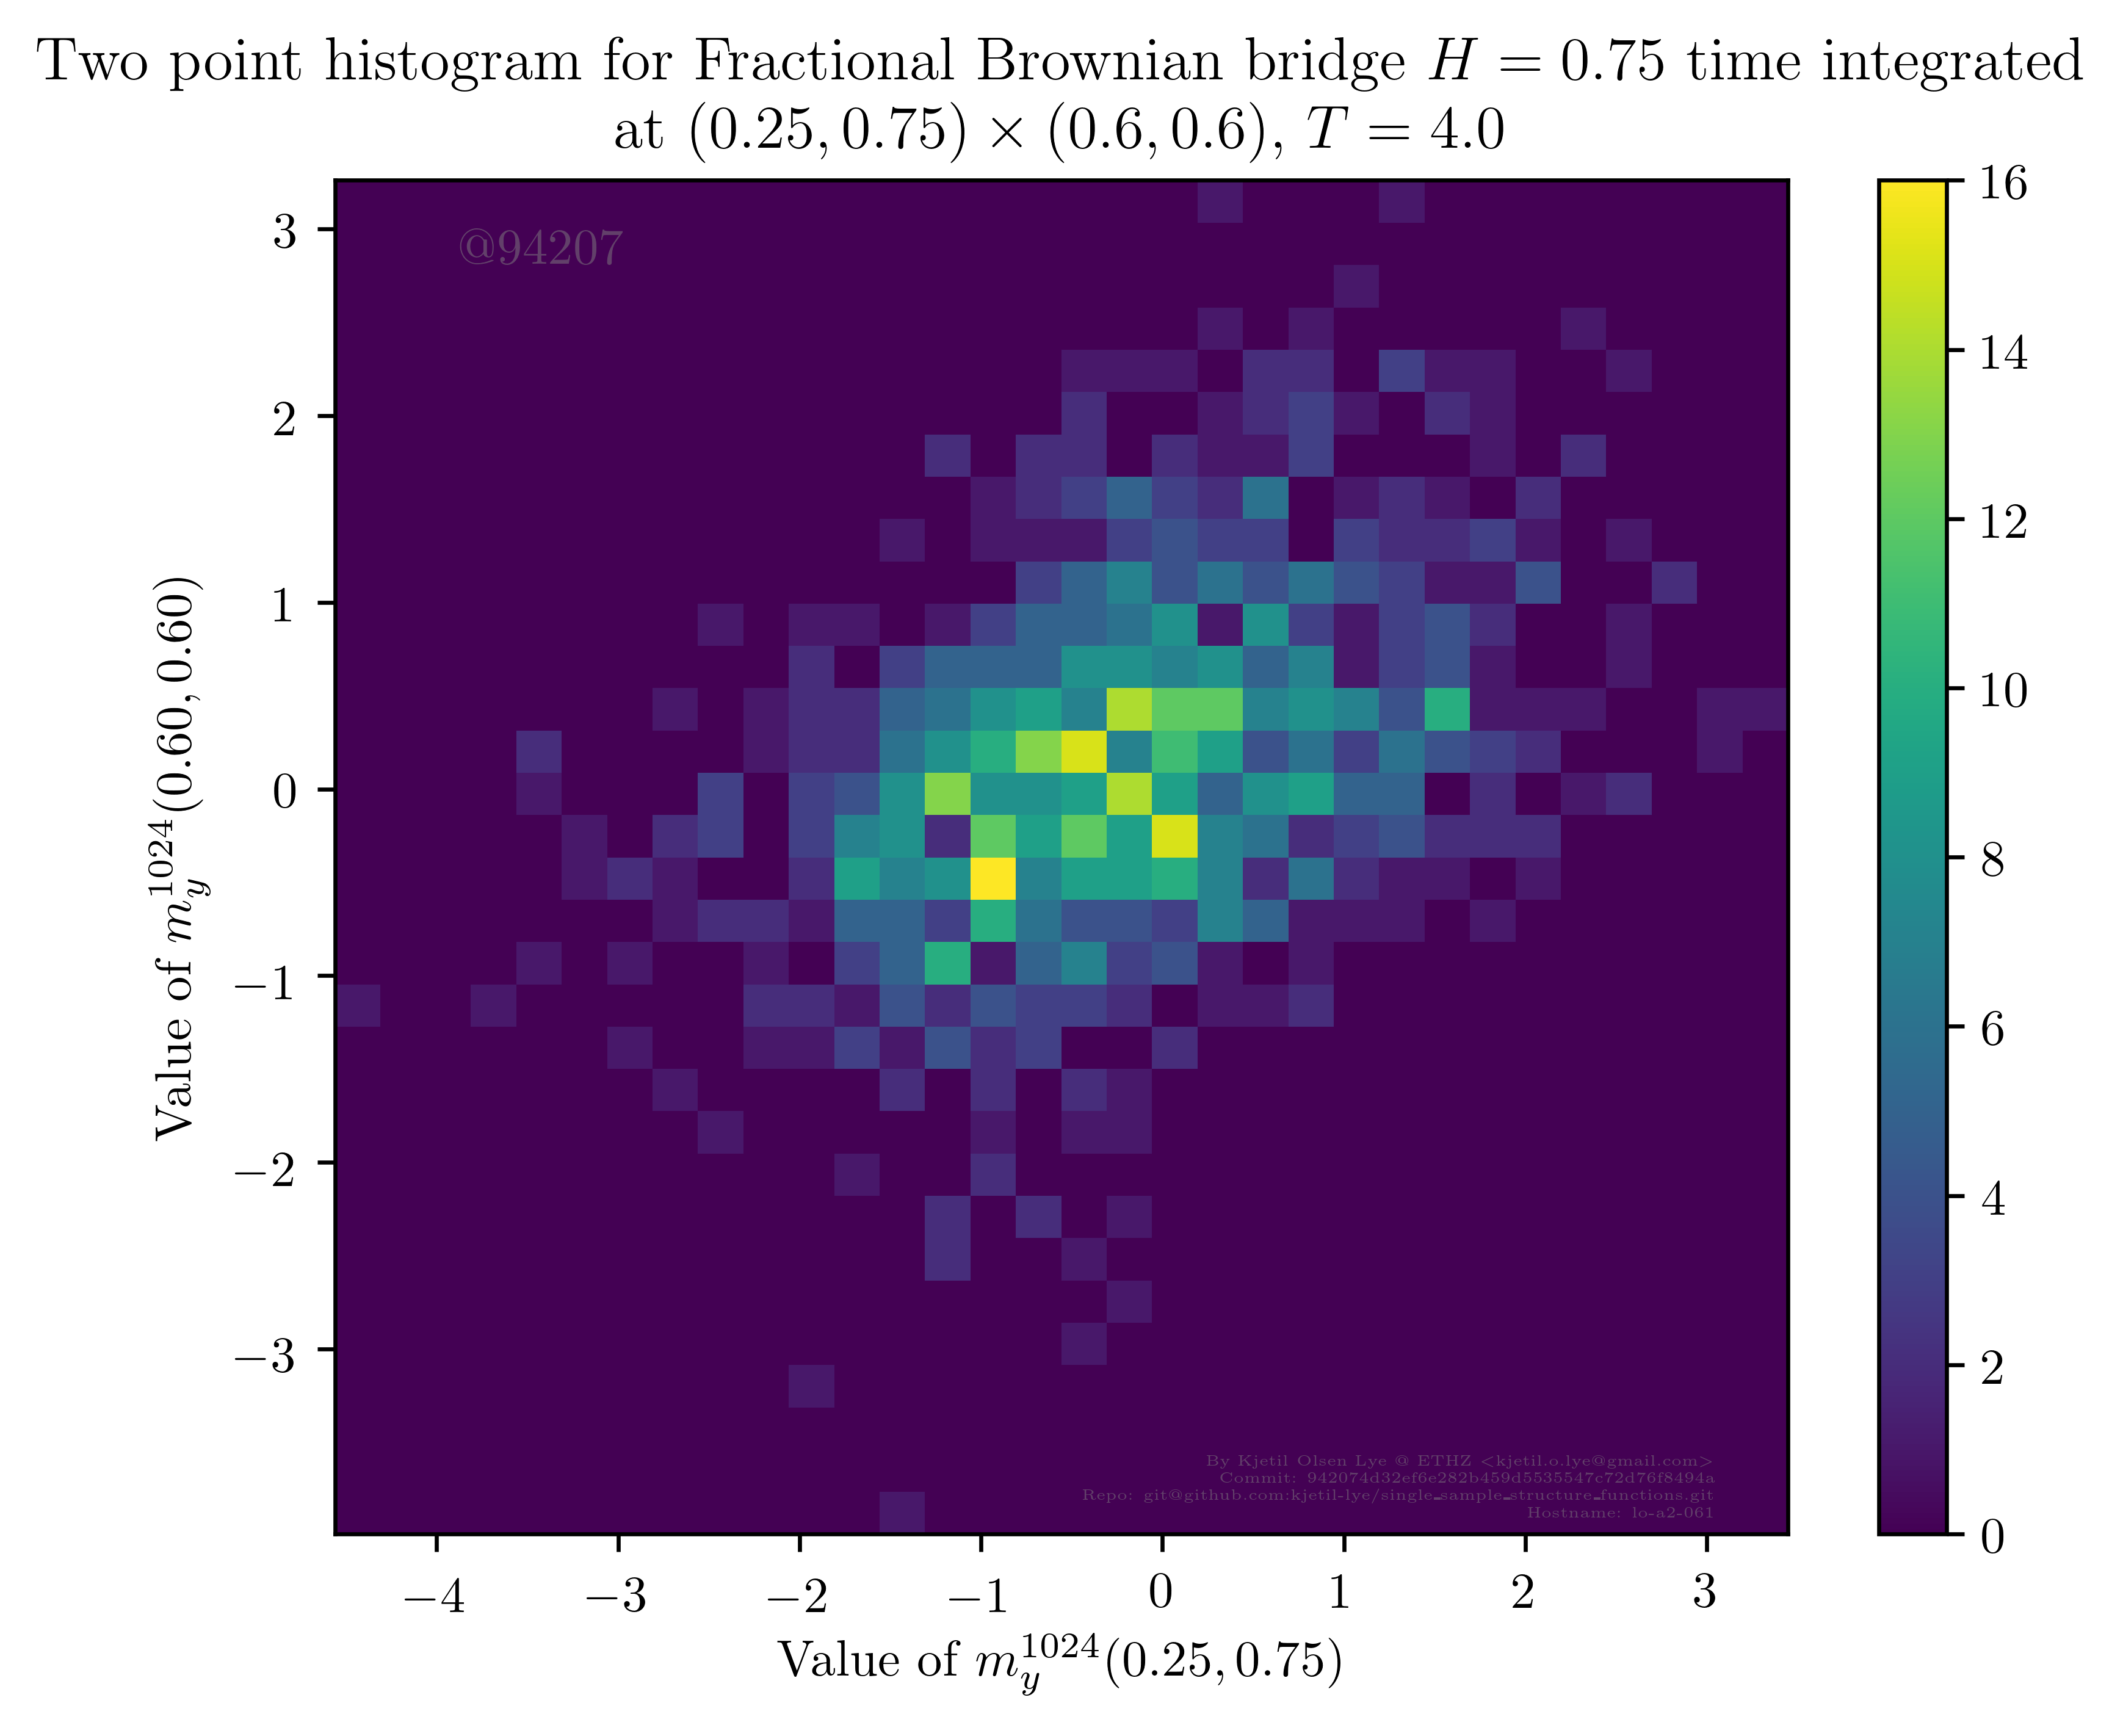 Two point histogram for Fractional Brownian bridge H = 0.75 time integrated
at (0.25, 0.75) × (0.6, 0.6), T = 4.0
@94207
3
2
1
0
−1
−2
−3
Value of m_y^1024(0.60, 0.60)
16
14
12
10
8
6
4
2
0
By Kjetil Olsen Lye @ ETHZ <kjetil.o.lye@gmail.com>
Commit: 942074d32ef6e282b459d5535547c72d76f8494a
Repo: git@github.com:kjetil-lye/single_sample_structure_functions.git
Hostname: lo-a2-061
−4 −3 −2 −1 0 1 2 3
Value of m_y^1024(0.25, 0.75)